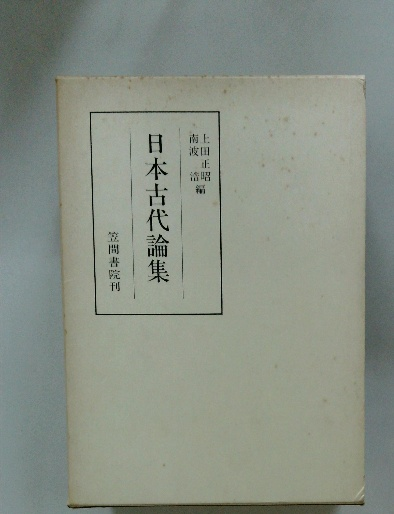 上田正昭
南波浩 編
日本古代論集
笠間書院刊